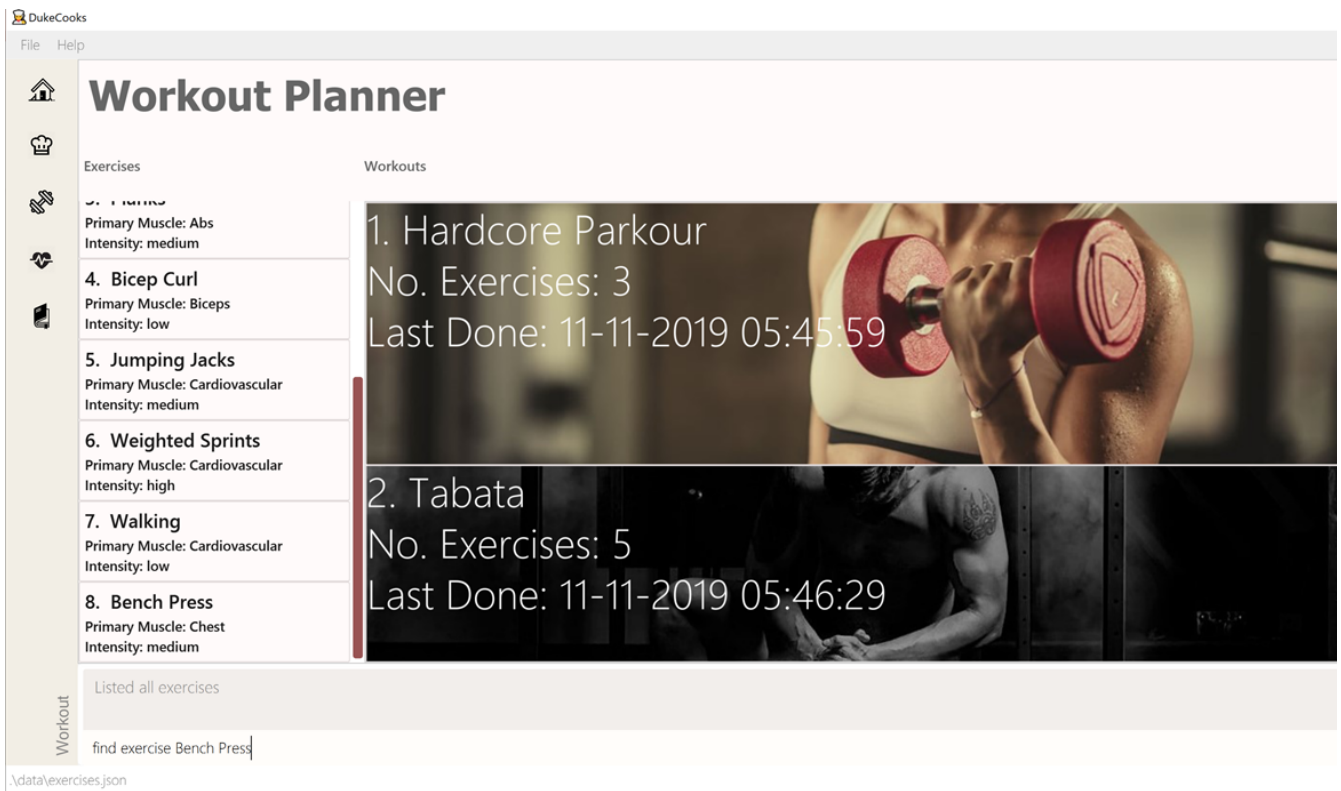 DukeCooks
File Help
Workout Planner
Exercises
Workouts
3. Planks
Primary Muscle: Abs
Intensity: medium
4. Bicep Curl
Primary Muscle: Biceps
Intensity: low
5. Jumping Jacks
Primary Muscle: Cardiovascular
Intensity: medium
6. Weighted Sprints
Primary Muscle: Cardiovascular
Intensity: high
7. Walking
Primary Muscle: Cardiovascular
Intensity: low
8. Bench Press
Primary Muscle: Chest
Intensity: medium
1. Hardcore Parkour
No. Exercises: 3
Last Done: 11-11-2019 05:45:59
2. Tabata
No. Exercises: 5
Last Done: 11-11-2019 05:46:29
Listed all exercises
find exercise Bench Press
Workout
.\data\exercises.json